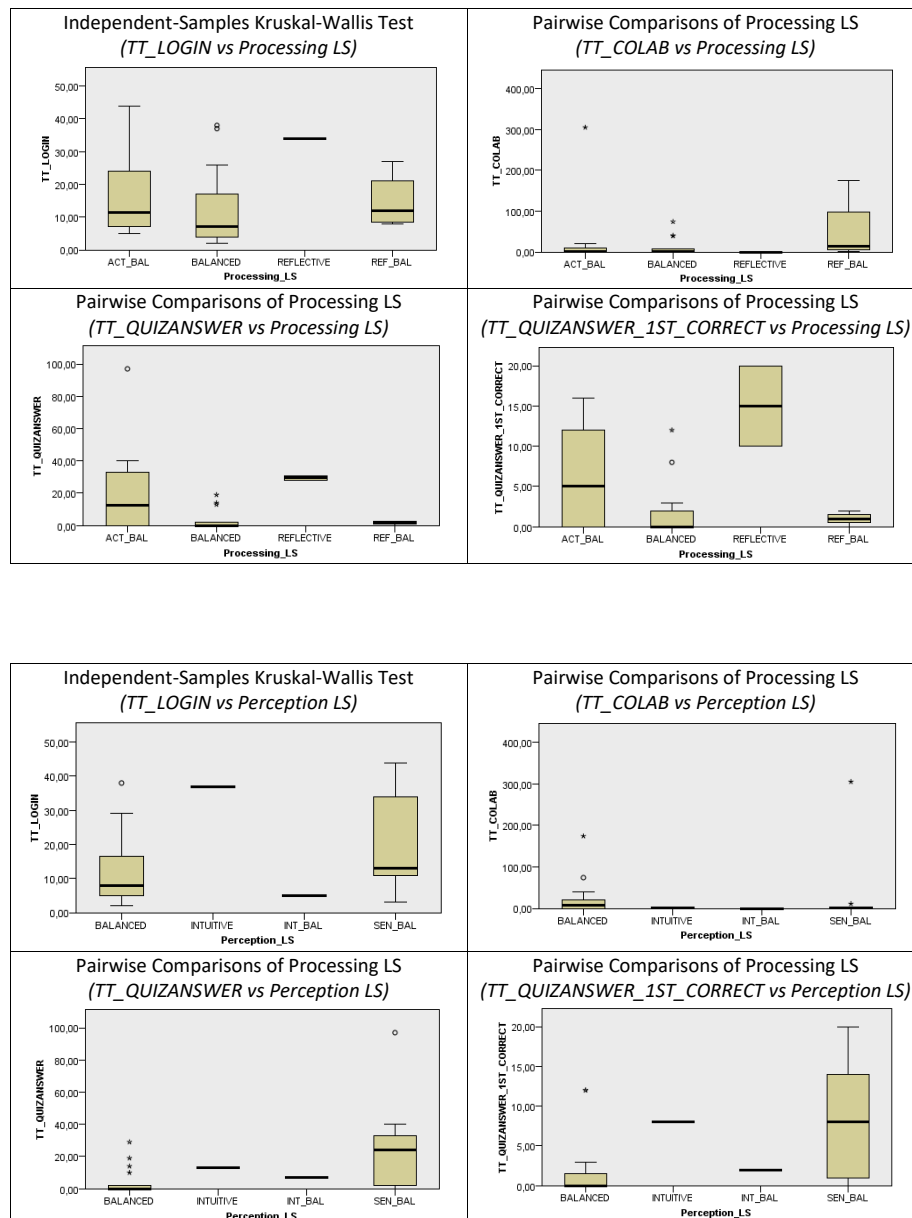 Independent-Samples Kruskal-Wallis Test
(TT_LOGIN vs Processing LS)
TT_LOGIN
50,00
40,00
30,00
20,00
10,00
0,00
ACT_BAL BALANCED REFLECTIVE REF_BAL
Processing_LS
Pairwise Comparisons of Processing LS
(TT_COLAB vs Processing LS)
TT_COLAB
400,00
300,00
200,00
100,00
0,00
ACT_BAL BALANCED REFLECTIVE REF_BAL
Processing_LS
Pairwise Comparisons of Processing LS
(TT_QUIZANSWER vs Processing LS)
TT_QUIZANSWER
100,00
80,00
60,00
40,00
20,00
0,00
ACT_BAL BALANCED REFLECTIVE REF_BAL
Processing_LS
Pairwise Comparisons of Processing LS
(TT_QUIZANSWER_1ST_CORRECT vs Processing LS)
TT_QUIZANSWER_1ST_CORRECT
20,00
15,00
10,00
5,00
0,00
ACT_BAL BALANCED REFLECTIVE REF_BAL
Processing_LS
Independent-Samples Kruskal-Wallis Test
(TT_LOGIN vs Perception LS)
TT_LOGIN
50,00
40,00
30,00
20,00
10,00
0,00
BALANCED INTUITIVE INT_BAL SEN_BAL
Perception_LS
Pairwise Comparisons of Processing LS
(TT_COLAB vs Perception LS)
TT_COLAB
400,00
300,00
200,00
100,00
0,00
BALANCED INTUITIVE INT_BAL SEN_BAL
Perception_LS
Pairwise Comparisons of Processing LS
(TT_QUIZANSWER vs Perception LS)
TT_QUIZANSWER
100,00
80,00
60,00
40,00
20,00
0,00
BALANCED INTUITIVE INT_BAL SEN_BAL
Perception_LS
Pairwise Comparisons of Processing LS
(TT_QUIZANSWER_1ST_CORRECT vs Perception LS)
TT_QUIZANSWER_1ST_CORRECT
20,00
15,00
10,00
5,00
0,00
BALANCED INTUITIVE INT_BAL SEN_BAL
Perception_LS